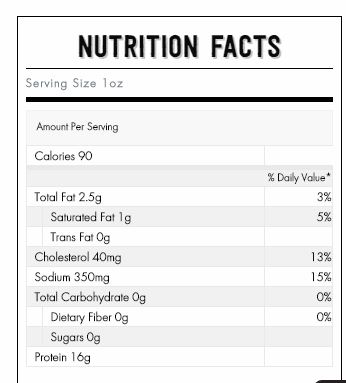 NUTRITION FACTS
Serving Size 1oz
Amount Per Serving
Calories 90
% Daily Value*
Total Fat 2.5g 3%
Saturated Fat 1g 5%
Trans Fat 0g
Cholesterol 40mg 13%
Sodium 350mg 15%
Total Carbohydrate 0g 0%
Dietary Fiber 0g 0%
Sugars 0g
Protein 16g